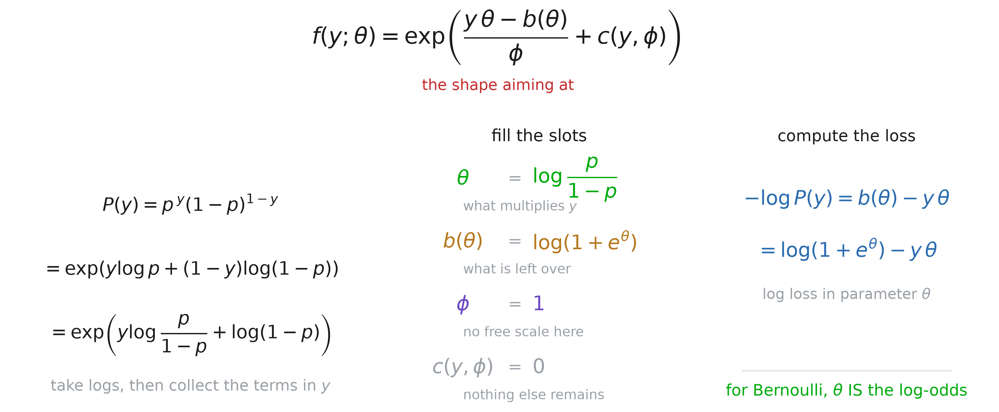 f(y; θ) = exp( (y θ − b(θ)) / ϕ + c(y, ϕ) )
the shape aiming at
P(y) = p^y (1 − p)^(1 − y)
= exp(y log p + (1 − y) log(1 − p))
= exp( y log p / (1 − p) + log(1 − p) )
take logs, then collect the terms in y
fill the slots
θ = log p / (1 − p)
what multiplies y
b(θ) = log(1 + e^θ)
what is left over
ϕ = 1
no free scale here
c(y, ϕ) = 0
nothing else remains
compute the loss
−log P(y) = b(θ) − y θ
= log(1 + e^θ) − y θ
log loss in parameter θ
for Bernoulli, θ IS the log-odds